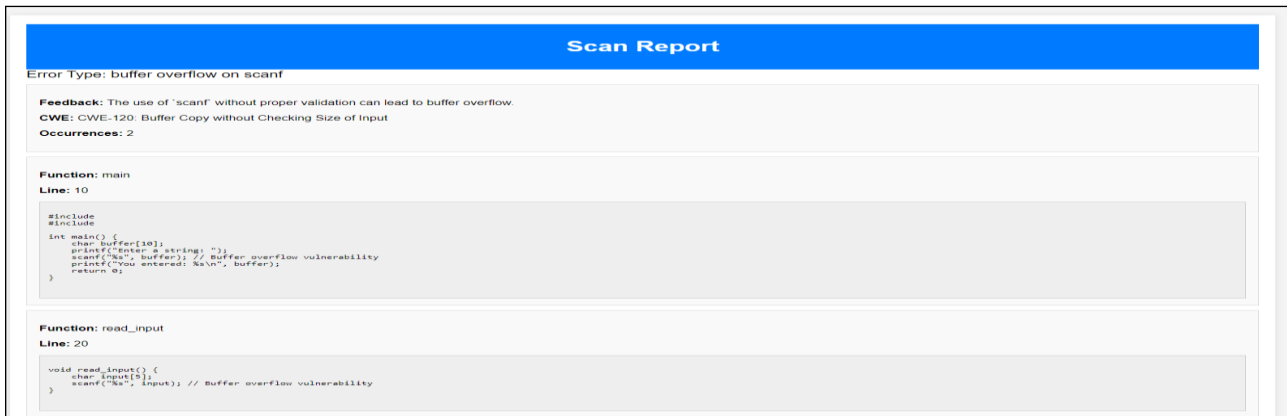 Scan Report
Error Type: buffer overflow on scanf
Feedback: The use of `scanf` without proper validation can lead to buffer overflow.
CWE: CWE-120: Buffer Copy without Checking Size of Input
Occurrences: 2
Function: main
Line: 10
#include
#include
int main() {
    char buffer[10];
    printf("Enter a string: ");
    scanf("%s", buffer); // Buffer overflow vulnerability
    printf("You entered: %s\n", buffer);
    return 0;
}
Function: read_input
Line: 20
void read_input() {
    char input[5];
    scanf("%s", input); // Buffer overflow vulnerability
}